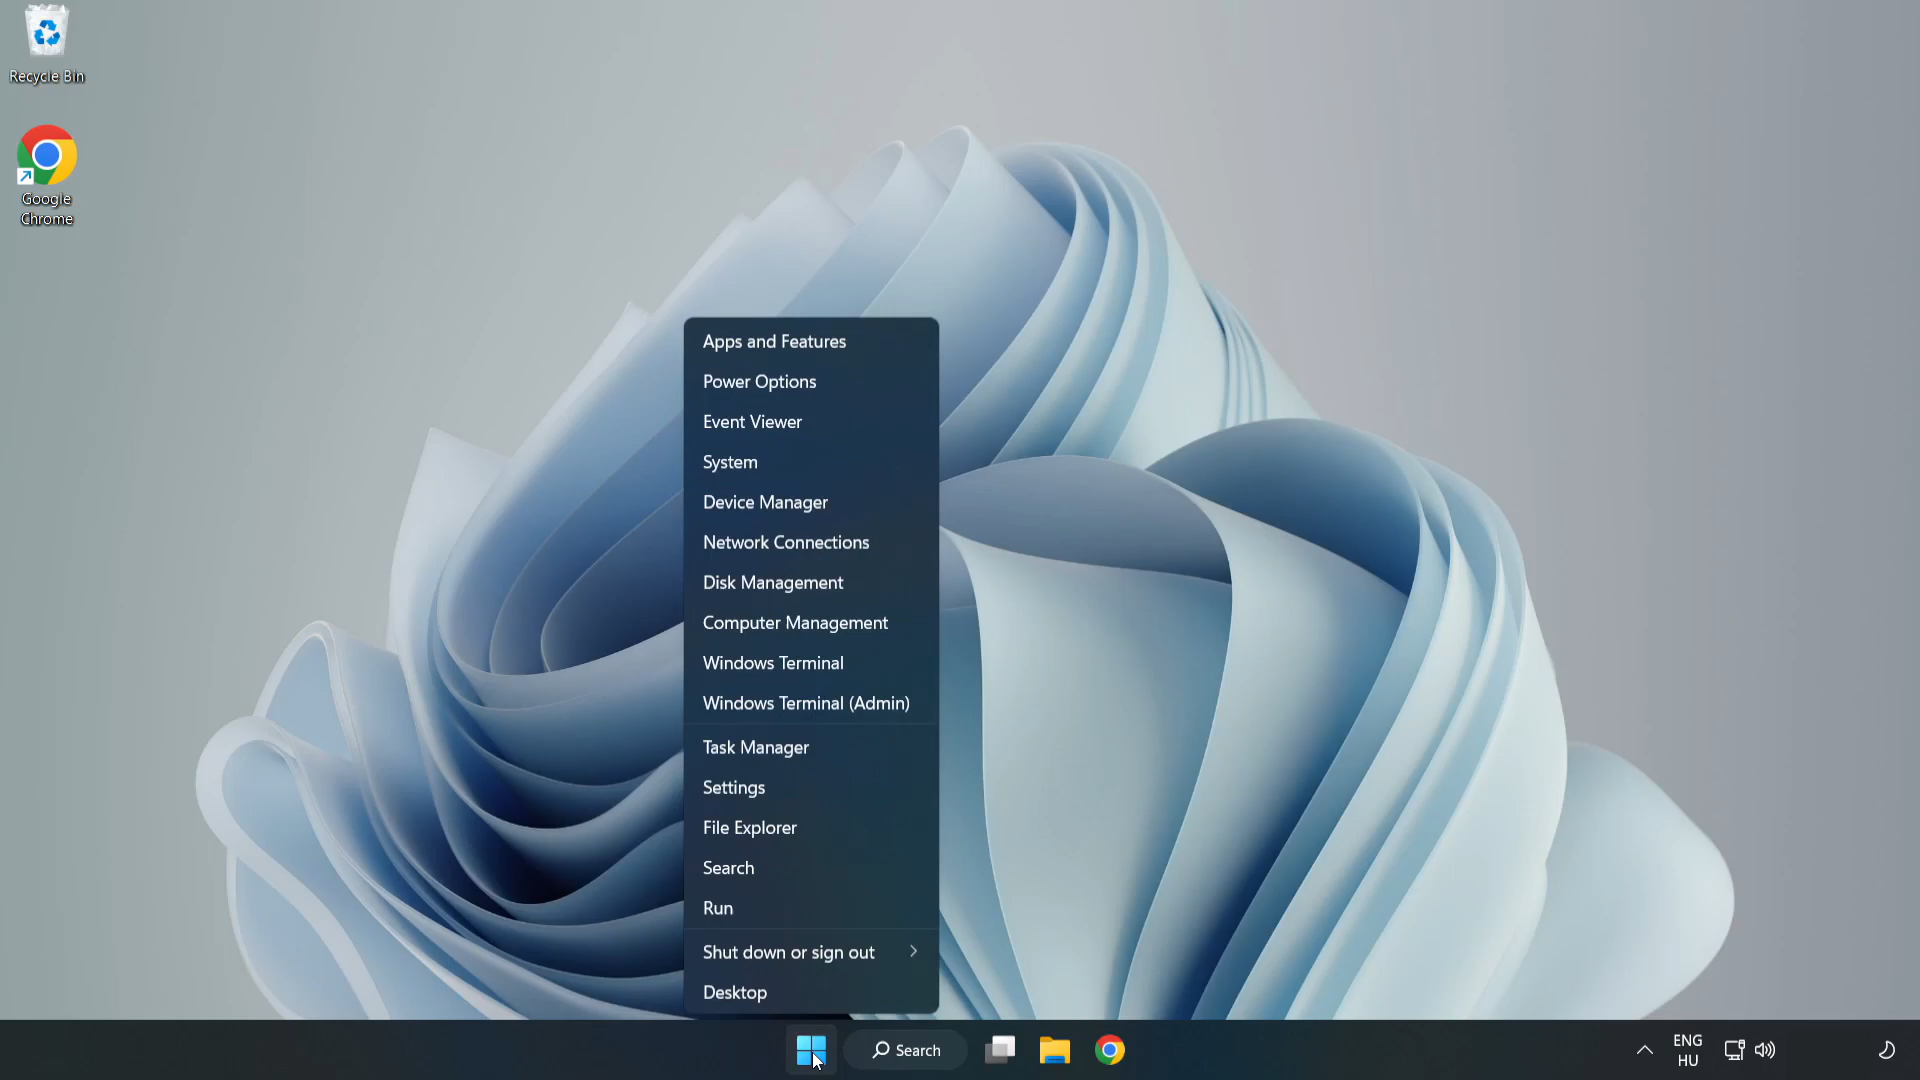 Recycle Bin
Google
Chrome
Apps and Features
Power Options
Event Viewer
System
Device Manager
Network Connections
Disk Management
Computer Management
Windows Terminal
Windows Terminal (Admin)
Task Manager
Settings
File Explorer
Search
Run
Shut down or sign out
Desktop
Search
ENG
HU